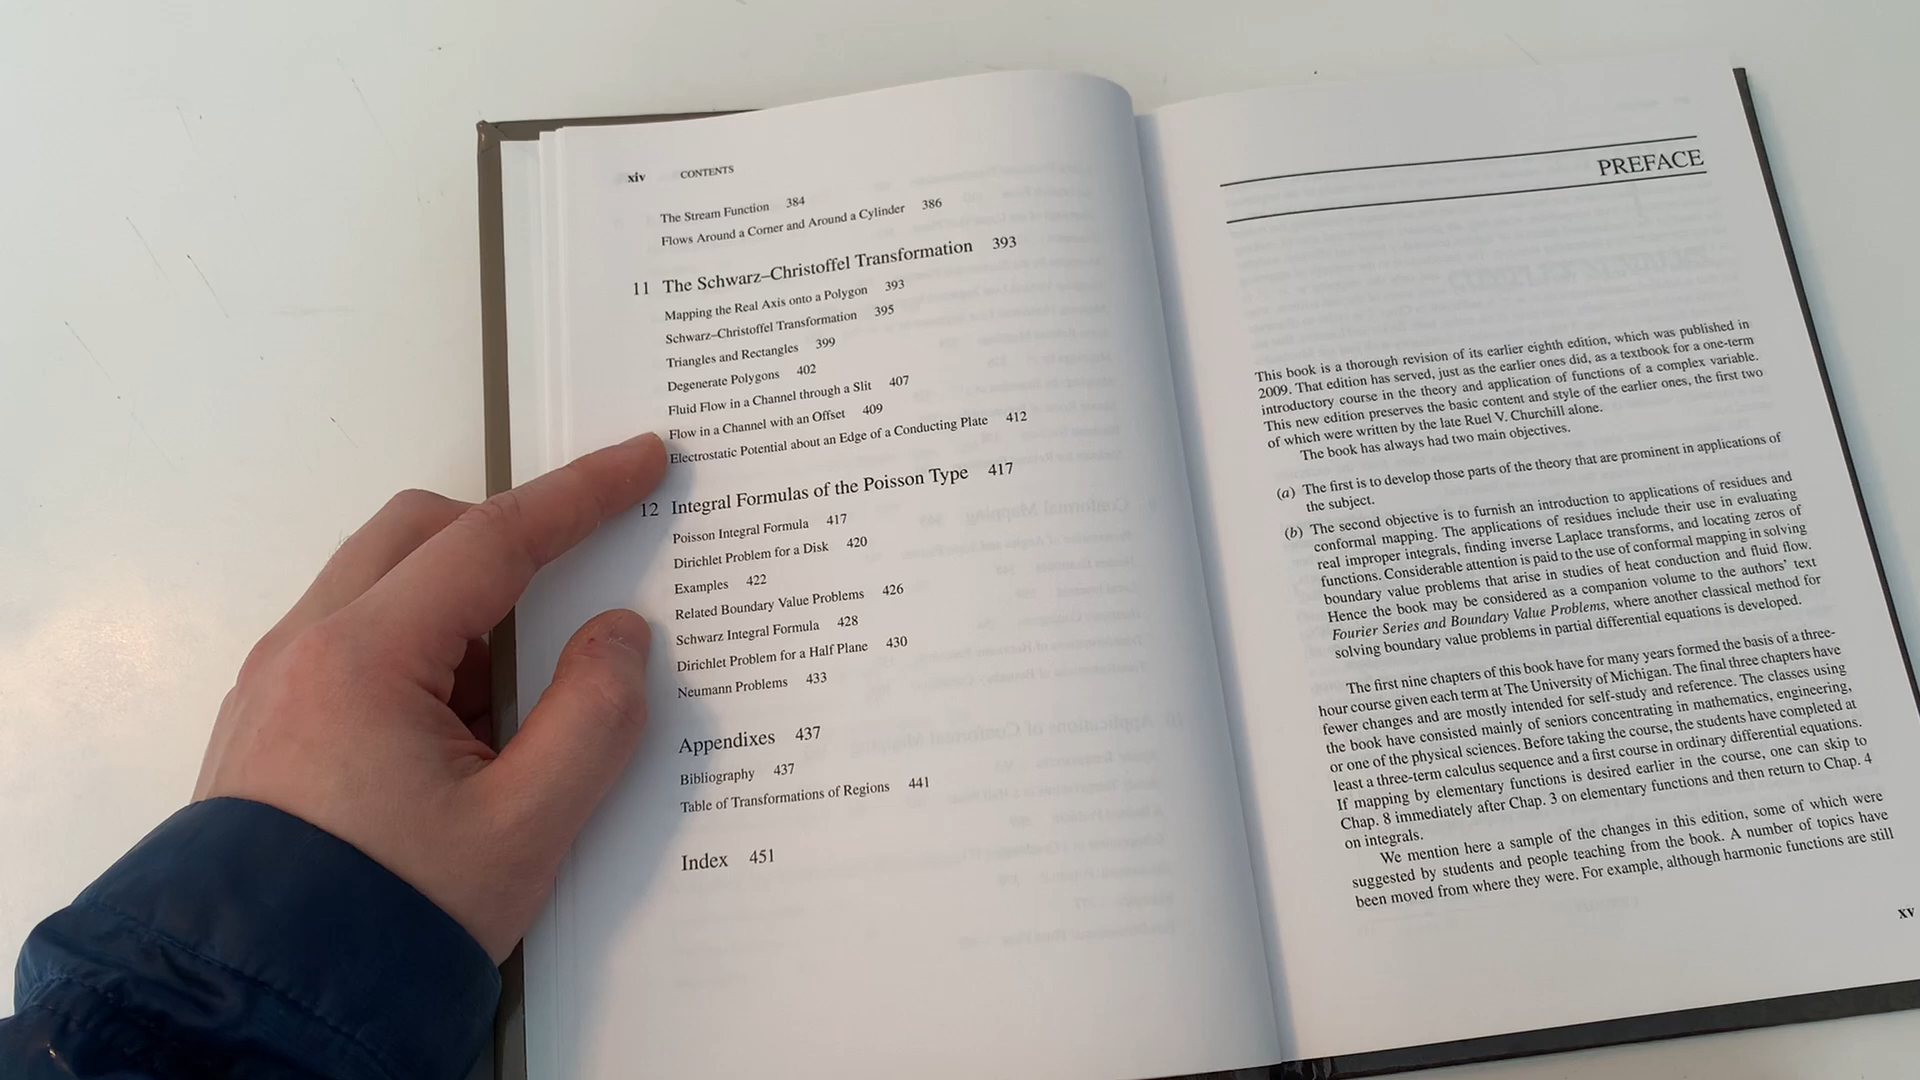 xiv CONTENTS
The Stream Function 384
Flows Around a Corner and Around a Cylinder 386
11 The Schwarz–Christoffel Transformation 393
Mapping the Real Axis onto a Polygon 393
Schwarz–Christoffel Transformation 395
Triangles and Rectangles 399
Degenerate Polygons 402
Fluid Flow in a Channel through a Slit 407
Flow in a Channel with an Offset 409
Electrostatic Potential about an Edge of a Conducting Plate 412
12 Integral Formulas of the Poisson Type 417
Poisson Integral Formula 417
Dirichlet Problem for a Disk 420
Examples 422
Related Boundary Value Problems 426
Schwarz Integral Formula 428
Dirichlet Problem for a Half Plane 430
Neumann Problems 433
Appendixes 437
Bibliography 437
Table of Transformations of Regions 441
Index 451
PREFACE
This book is a thorough revision of its earlier eighth edition, which was published in
2009. That edition has served, just as the earlier ones did, as a textbook for a one-term
introductory course in the theory and application of functions of a complex variable.
This new edition preserves the basic content and style of the earlier ones, the first two
of which were written by the late Ruel V. Churchill alone.
The book has always had two main objectives.
(a) The first is to develop those parts of the theory that are prominent in applications of
the subject.
(b) The second objective is to furnish an introduction to applications of residues and
conformal mapping. The applications of residues include their use in evaluating
real improper integrals, finding inverse Laplace transforms, and locating zeros of
functions. Considerable attention is paid to the use of conformal mapping in solving
boundary value problems that arise in studies of heat conduction and fluid flow.
Hence the book may be considered as a companion volume to the authors' text
Fourier Series and Boundary Value Problems, where another classical method for
solving boundary value problems in partial differential equations is developed.
The first nine chapters of this book have for many years formed the basis of a three-
hour course given each term at The University of Michigan. The final three chapters have
fewer changes and are mostly intended for self-study and reference. The classes using
the book have consisted mainly of seniors concentrating in mathematics, engineering,
or one of the physical sciences. Before taking the course, the students have completed at
least a three-term calculus sequence and a first course in ordinary differential equations.
If mapping by elementary functions is desired earlier in the course, one can skip to
Chap. 8 immediately after Chap. 3 on elementary functions and then return to Chap. 4
on integrals.
We mention here a sample of the changes in this edition, some of which were
suggested by students and people teaching from the book. A number of topics have
been moved from where they were. For example, although harmonic functions are still
xv